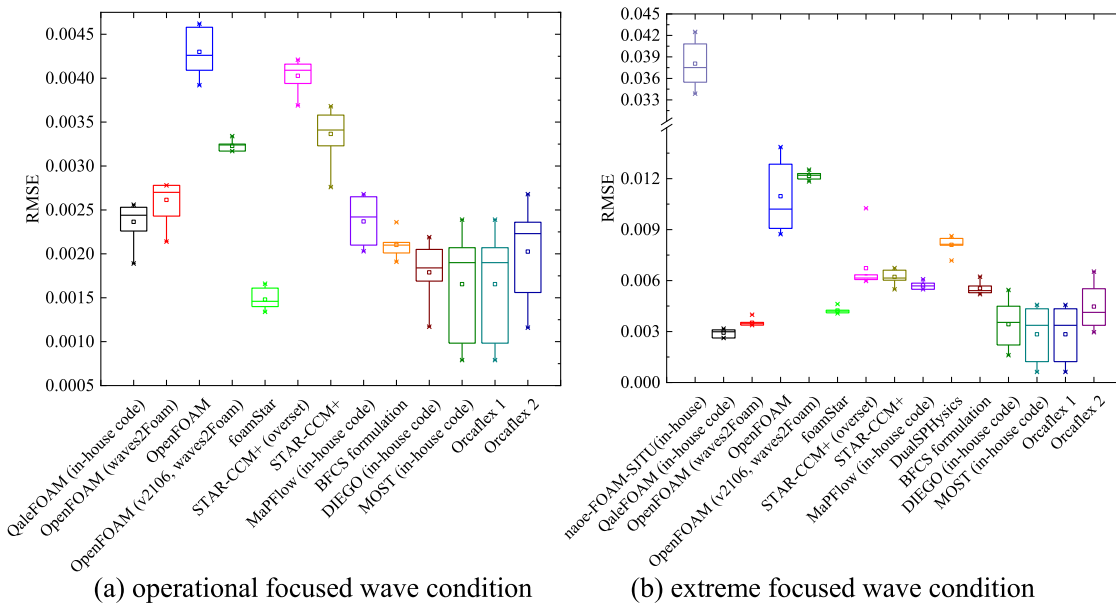 0.0045
0.0040
0.0035
0.0030
0.0025
0.0020
0.0015
0.0010
0.0005
RMSE
QaleFOAM (in-house code)
OpenFOAM (waves2Foam)
OpenFOAM
OpenFOAM (v2106, waves2Foam)
foamStar
STAR-CCM+ (overset)
STAR-CCM+
MaPFlow (in-house code)
BFCS formulation
DIEGO (in-house code)
MOST (in-house code)
Orcaflex 1
Orcaflex 2
(a) operational focused wave condition
0.045
0.042
0.039
0.036
0.033
0.012
0.009
0.006
0.003
0.000
RMSE
naoe-FOAM-SJTU(in-house)
QaleFOAM (in-house code)
OpenFOAM (waves2Foam)
OpenFOAM
OpenFOAM (v2106, waves2Foam)
foamStar
STAR-CCM+ (overset)
STAR-CCM+
MaPFlow (in-house code)
DualSPHysics
BFCS formulation
DIEGO (in-house code)
MOST (in-house code)
Orcaflex 1
Orcaflex 2
(b) extreme focused wave condition